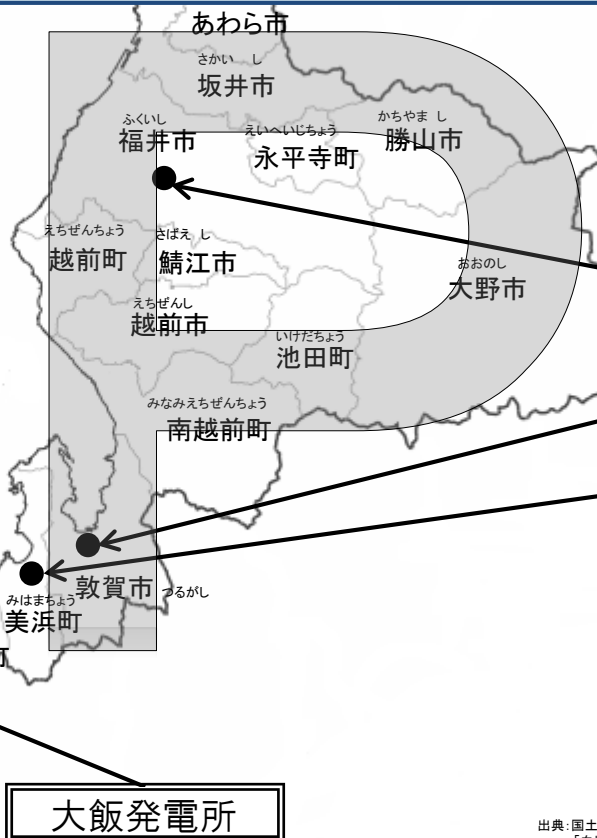 あわら市
さかい し
坂井市
ふくいし
福井市
えいへいじちょう
永平寺町
かちやま し
勝山市
えちぜんちょう
越前町
さばえ し
鯖江市
おおのし
大野市
えちぜんし
越前市
いけだちょう
池田町
みなみえちぜんちょう
南越前町
敦賀市 つるがし
みはまちょう
美浜町
町
大飯発電所
出典：国土